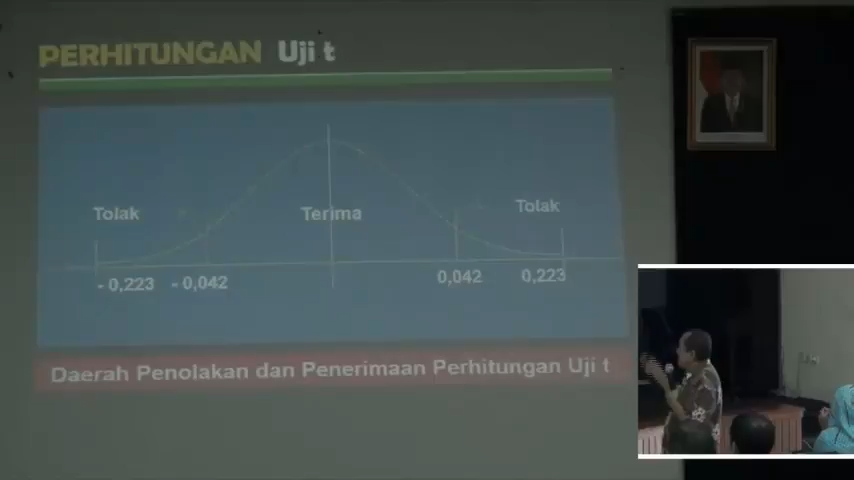 PERHITUNGAN Uji t
Tolak Terima Tolak
- 0,223 - 0,042 0,042 0,223
Daerah Penolakan dan Penerimaan Perhitungan Uji t